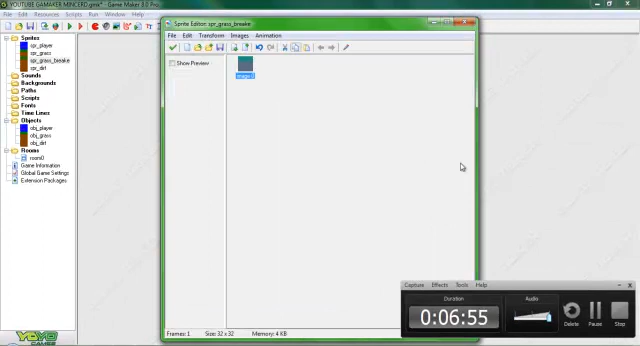 YOUTUBE GAMAKER MINCERD.gmk* - Game Maker 8.0 Pro
File Edit Resources Scripts Run Window Help
Sprites
spr_player
spr_grass
spr_grass_breake
spr_dirt
Sounds
Backgrounds
Paths
Scripts
Fonts
Time Lines
Objects
obj_player
obj_grass
obj_dirt
Rooms
room0
Game Information
Global Game Settings
Extension Packages
YOYO
GAMES
Sprite Editor: spr_grass_breake
File Edit Transform Images Animation
Show Preview
image 0
Frames: 1 Size: 32 x 32 Memory: 4 KB
Capture Effects Tools Help
Duration
0:06:55
Audio
Delete
Pause
Stop